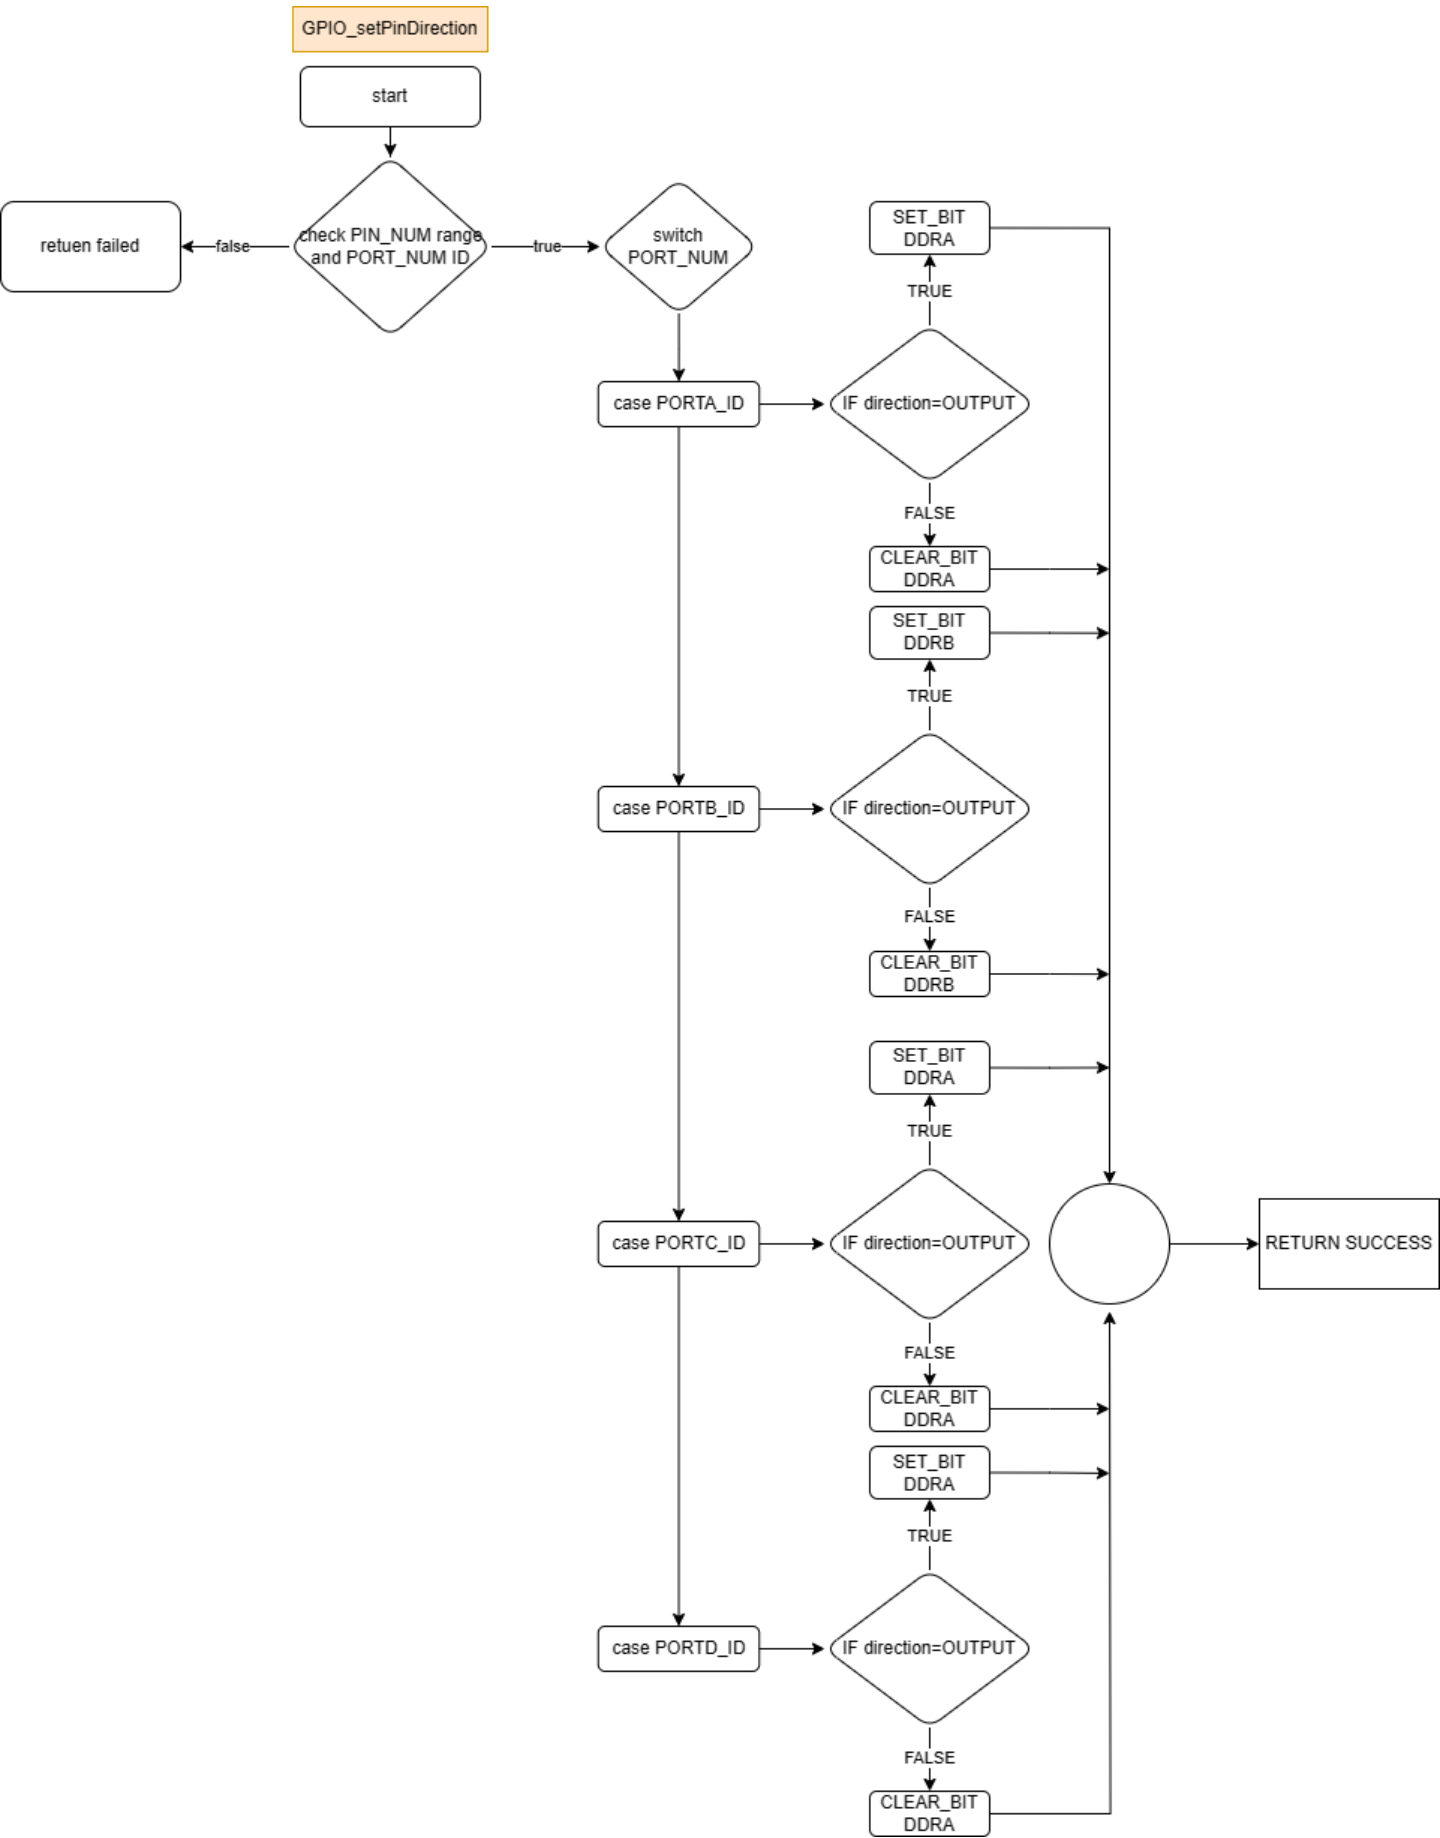 GPIO_setPinDirection
start
retuen failed
false
check PIN_NUM range
and PORT_NUM ID
true
switch
PORT_NUM
SET_BIT
DDRA
TRUE
case PORTA_ID
IF direction=OUTPUT
FALSE
CLEAR_BIT
DDRA
SET_BIT
DDRB
TRUE
case PORTB_ID
IF direction=OUTPUT
FALSE
CLEAR_BIT
DDRB
SET_BIT
DDRA
TRUE
case PORTC_ID
IF direction=OUTPUT
RETURN SUCCESS
FALSE
CLEAR_BIT
DDRA
SET_BIT
DDRA
TRUE
case PORTD_ID
IF direction=OUTPUT
FALSE
CLEAR_BIT
DDRA